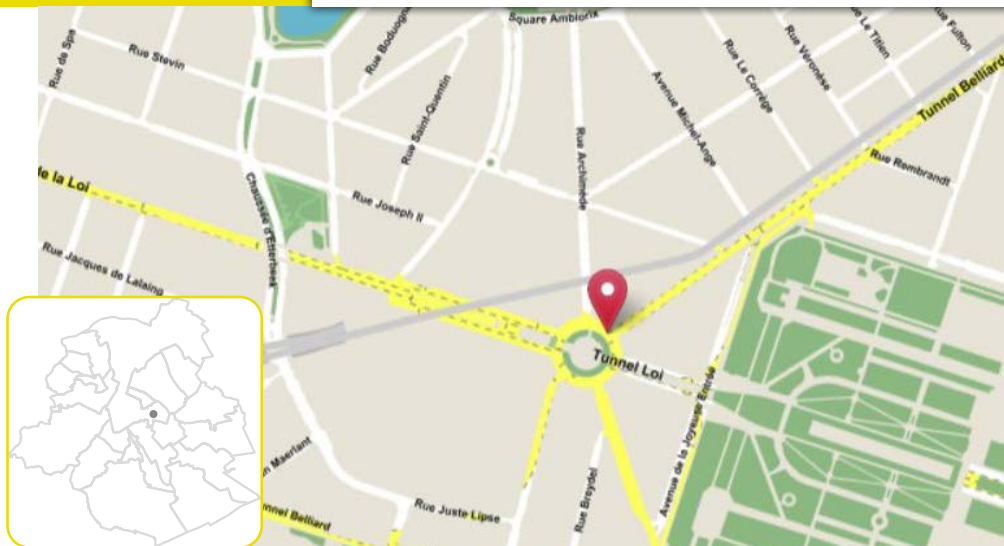 Square Ambiorix
Rue de Spa
Rue Stevin
Rue Boduogna
Rue Saint-Quentin
Rue Archimède
Avenue Michel-Ange
Rue Le Corrège
Rue Véronèse
Rue Le Titien
Rue Fulton
Tunnel Belliard
Rue Rembrandt
de la Loi
Chaussée d'Etterbeek
Rue Joseph II
Rue Jacques de Lalaing
Tunnel Loi
Avenue de la Joyeuse Entrée
n Maerlant
nnel Belliard
Rue Juste Lipse
Rue Breydel